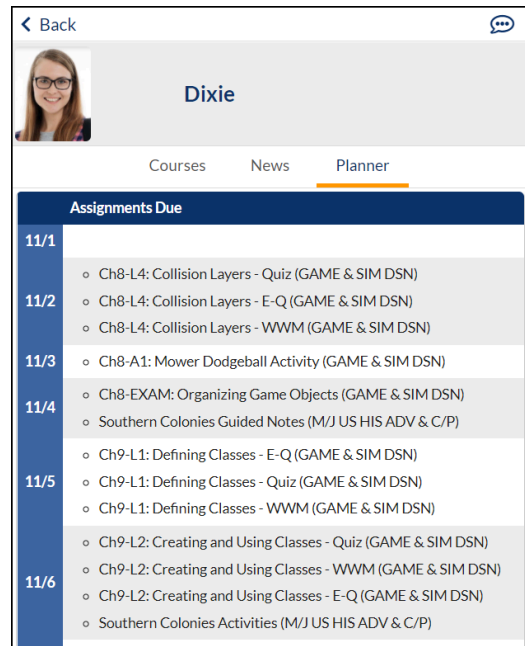 Back
Dixie
Courses News Planner
Assignments Due
11/1
11/2
Ch8-L4: Collision Layers - Quiz (GAME & SIM DSN)
Ch8-L4: Collision Layers - E-Q (GAME & SIM DSN)
Ch8-L4: Collision Layers - WWM (GAME & SIM DSN)
11/3
Ch8-A1: Mower Dodgeball Activity (GAME & SIM DSN)
11/4
Ch8-EXAM: Organizing Game Objects (GAME & SIM DSN)
Southern Colonies Guided Notes (M/J US HIS ADV & C/P)
11/5
Ch9-L1: Defining Classes - E-Q (GAME & SIM DSN)
Ch9-L1: Defining Classes - Quiz (GAME & SIM DSN)
Ch9-L1: Defining Classes - WWM (GAME & SIM DSN)
11/6
Ch9-L2: Creating and Using Classes - Quiz (GAME & SIM DSN)
Ch9-L2: Creating and Using Classes - WWM (GAME & SIM DSN)
Ch9-L2: Creating and Using Classes - E-Q (GAME & SIM DSN)
Southern Colonies Activities (M/J US HIS ADV & C/P)